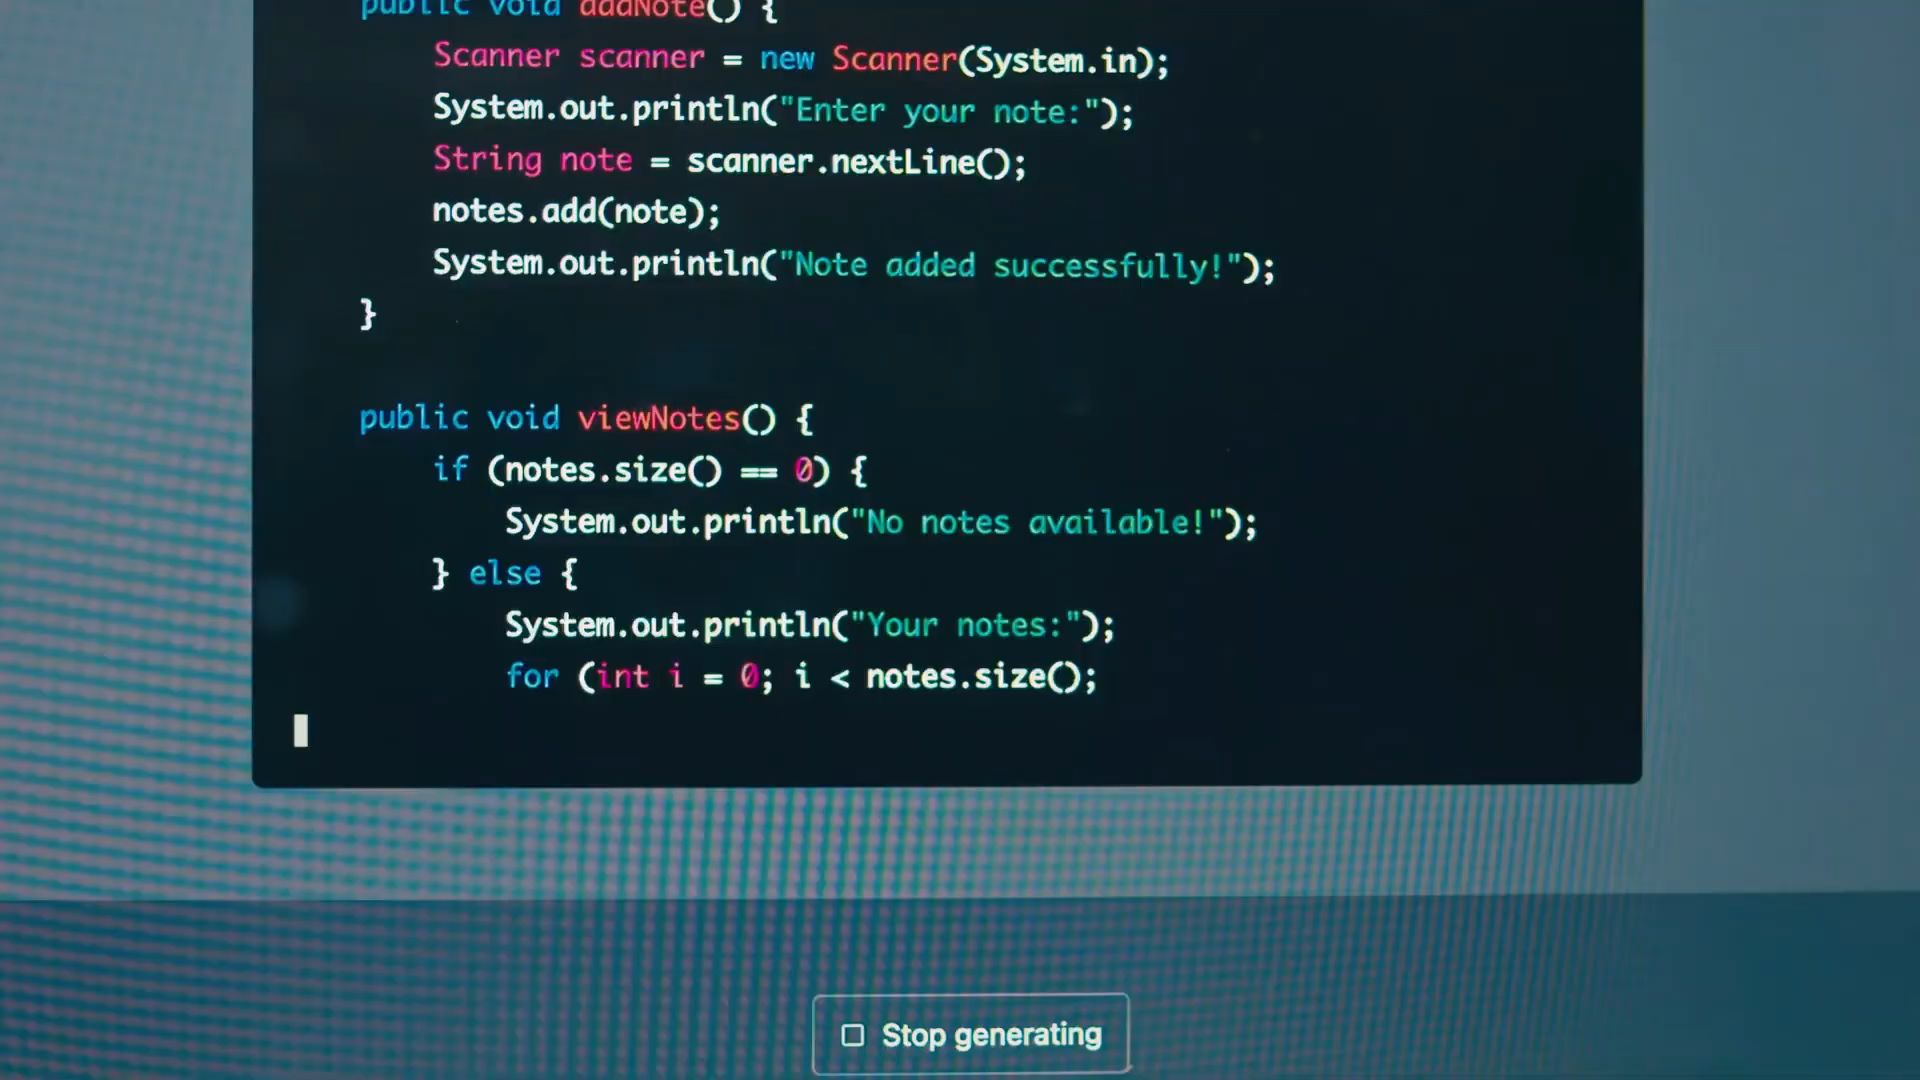 public void addNote() {
Scanner scanner = new Scanner(System.in);
System.out.println("Enter your note:");
String note = scanner.nextLine();
notes.add(note);
System.out.println("Note added successfully!");
}
public void viewNotes() {
if (notes.size() == 0) {
System.out.println("No notes available!");
} else {
System.out.println("Your notes:");
for (int i = 0; i < notes.size();
Stop generating